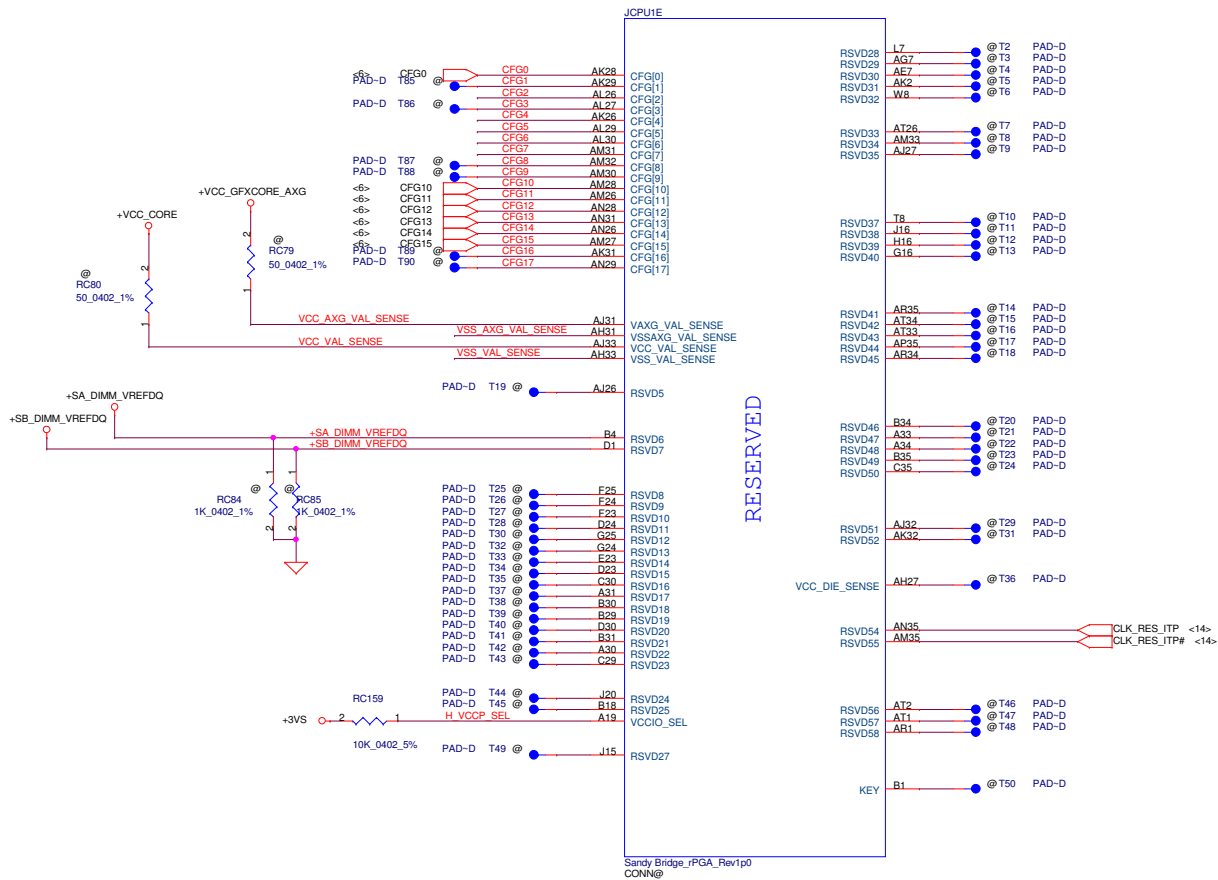 JCPU1E
<6> CFG0 CFG0 AK28 CFG[0]
PAD~D T85 @ CFG1 AK29 CFG[1]
CFG2 AL26 CFG[2]
PAD~D T86 @ CFG3 AL27 CFG[3]
CFG4 AK26 CFG[4]
CFG5 AL29 CFG[5]
CFG6 AL30 CFG[6]
CFG7 AM31 CFG[7]
PAD~D T87 @ CFG8 AM32 CFG[8]
PAD~D T88 @ CFG9 AM30 CFG[9]
<6> CFG10 CFG10 AM28 CFG[10]
<6> CFG11 CFG11 AM26 CFG[11]
<6> CFG12 CFG12 AN28 CFG[12]
<6> CFG13 CFG13 AN31 CFG[13]
<6> CFG14 CFG14 AN26 CFG[14]
<6> CFG15 CFG15 AM27 CFG[15]
PAD~D T89 @ CFG16 AK31 CFG[16]
PAD~D T90 @ CFG17 AN29 CFG[17]
+VCC_GFXCORE_AXG
+VCC_CORE
2 @
RC79
50_0402_1%
1
@ 2
RC80
50_0402_1%
1
VCC_AXG_VAL_SENSE AJ31 VAXG_VAL_SENSE
VSS_AXG_VAL_SENSE AH31 VSSAXG_VAL_SENSE
VCC_VAL_SENSE AJ33 VCC_VAL_SENSE
VSS_VAL_SENSE AH33 VSS_VAL_SENSE
PAD~D T19 @ AJ26 RSVD5
+SA_DIMM_VREFDQ
+SB_DIMM_VREFDQ
+SA_DIMM_VREFDQ B4 RSVD6
+SB_DIMM_VREFDQ D1 RSVD7
1 1
@ @
RC84 RC85
1K_0402_1% 1K_0402_1%
2 2
PAD~D T25 @ F25 RSVD8
PAD~D T26 @ F24 RSVD9
PAD~D T27 @ F23 RSVD10
PAD~D T28 @ D24 RSVD11
PAD~D T30 @ G25 RSVD12
PAD~D T32 @ G24 RSVD13
PAD~D T33 @ E23 RSVD14
PAD~D T34 @ D23 RSVD15
PAD~D T35 @ C30 RSVD16
PAD~D T37 @ A31 RSVD17
PAD~D T38 @ B30 RSVD18
PAD~D T39 @ B29 RSVD19
PAD~D T40 @ D30 RSVD20
PAD~D T41 @ B31 RSVD21
PAD~D T42 @ A30 RSVD22
PAD~D T43 @ C29 RSVD23
PAD~D T44 @ J20 RSVD24
PAD~D T45 @ B18 RSVD25
RC159
+3VS 2 1 H_VCCP_SEL A19 VCCIO_SEL
10K_0402_5%
PAD~D T49 @ J15 RSVD27
RESERVED
RSVD28 L7 @ T2 PAD~D
RSVD29 AG7 @ T3 PAD~D
RSVD30 AE7 @ T4 PAD~D
RSVD31 AK2 @ T5 PAD~D
RSVD32 W8 @ T6 PAD~D
RSVD33 AT26 @ T7 PAD~D
RSVD34 AM33 @ T8 PAD~D
RSVD35 AJ27 @ T9 PAD~D
RSVD37 T8 @ T10 PAD~D
RSVD38 J16 @ T11 PAD~D
RSVD39 H16 @ T12 PAD~D
RSVD40 G16 @ T13 PAD~D
RSVD41 AR35 @ T14 PAD~D
RSVD42 AT34 @ T15 PAD~D
RSVD43 AT33 @ T16 PAD~D
RSVD44 AP35 @ T17 PAD~D
RSVD45 AR34 @ T18 PAD~D
RSVD46 B34 @ T20 PAD~D
RSVD47 A33 @ T21 PAD~D
RSVD48 A34 @ T22 PAD~D
RSVD49 B35 @ T23 PAD~D
RSVD50 C35 @ T24 PAD~D
RSVD51 AJ32 @ T29 PAD~D
RSVD52 AK32 @ T31 PAD~D
VCC_DIE_SENSE AH27 @ T36 PAD~D
RSVD54 AN35 CLK_RES_ITP <14>
RSVD55 AM35 CLK_RES_ITP# <14>
RSVD56 AT2 @ T46 PAD~D
RSVD57 AT1 @ T47 PAD~D
RSVD58 AR1 @ T48 PAD~D
KEY B1 @ T50 PAD~D
Sandy Bridge_rPGA_Rev1p0
CONN@